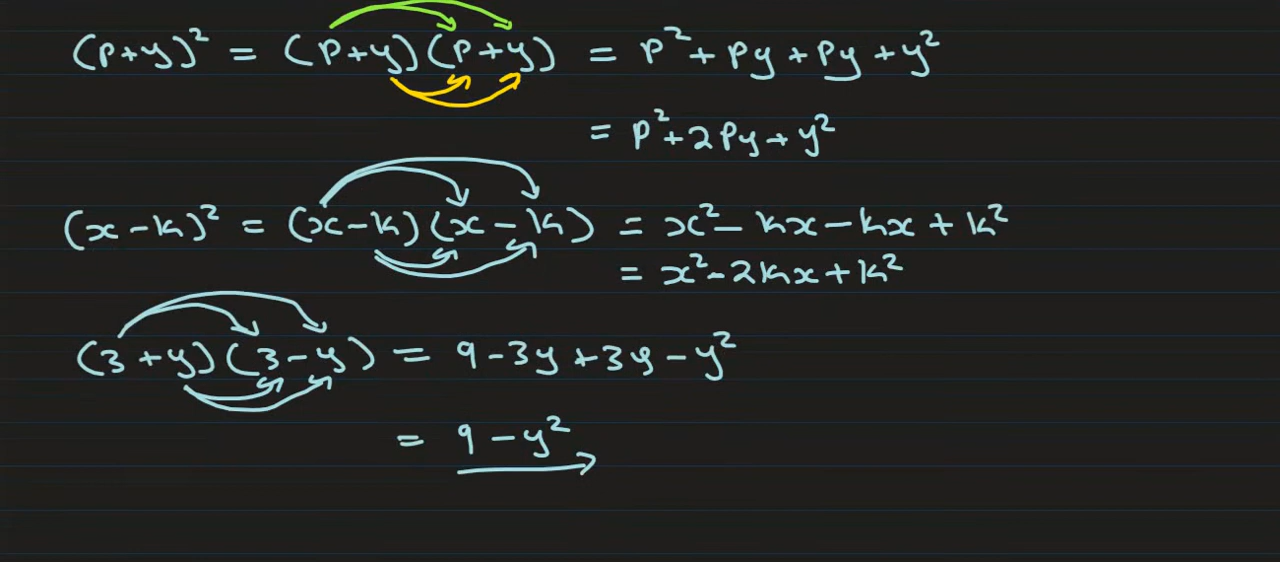 (p+y)² = (p+y)(p+y) = p² + py + py + y²
= p² + 2py + y²
(x-k)² = (x-k)(x-k) = x² - kx - kx + k²
= x² - 2kx + k²
(3+y)(3-y) = 9 - 3y + 3y - y²
= 9 - y²